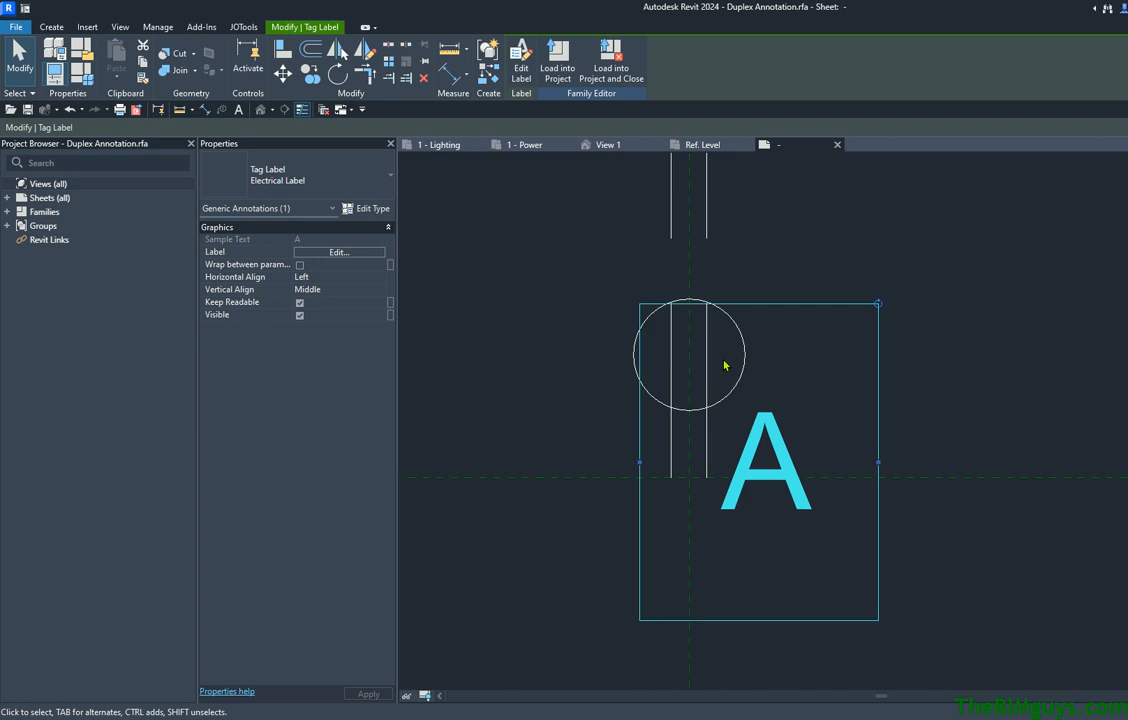 Autodesk Revit 2024 - Duplex Annotation.rfa - Sheet: -
File Create Insert View Manage Add-Ins JOTools Modify | Tag Label
Modify Paste Cut Join Activate Edit Label Load into Project Load into Project and Close
Select Properties Clipboard Geometry Controls Modify Measure Create Label Family Editor
Modify | Tag Label
Project Browser - Duplex Annotation.rfa
Properties
1 - Lighting 1 - Power View 1 Ref. Level -
Search
Views (all)
Sheets (all)
Families
Groups
Revit Links
Tag Label
Electrical Label
Generic Annotations (1) Edit Type
Graphics
Sample Text A
Label Edit...
Wrap between param...
Horizontal Align Left
Vertical Align Middle
Keep Readable
Visible
A
Properties help Apply
Click to select, TAB for alternates, CTRL adds, SHIFT unselects.
TheBIMguys.com